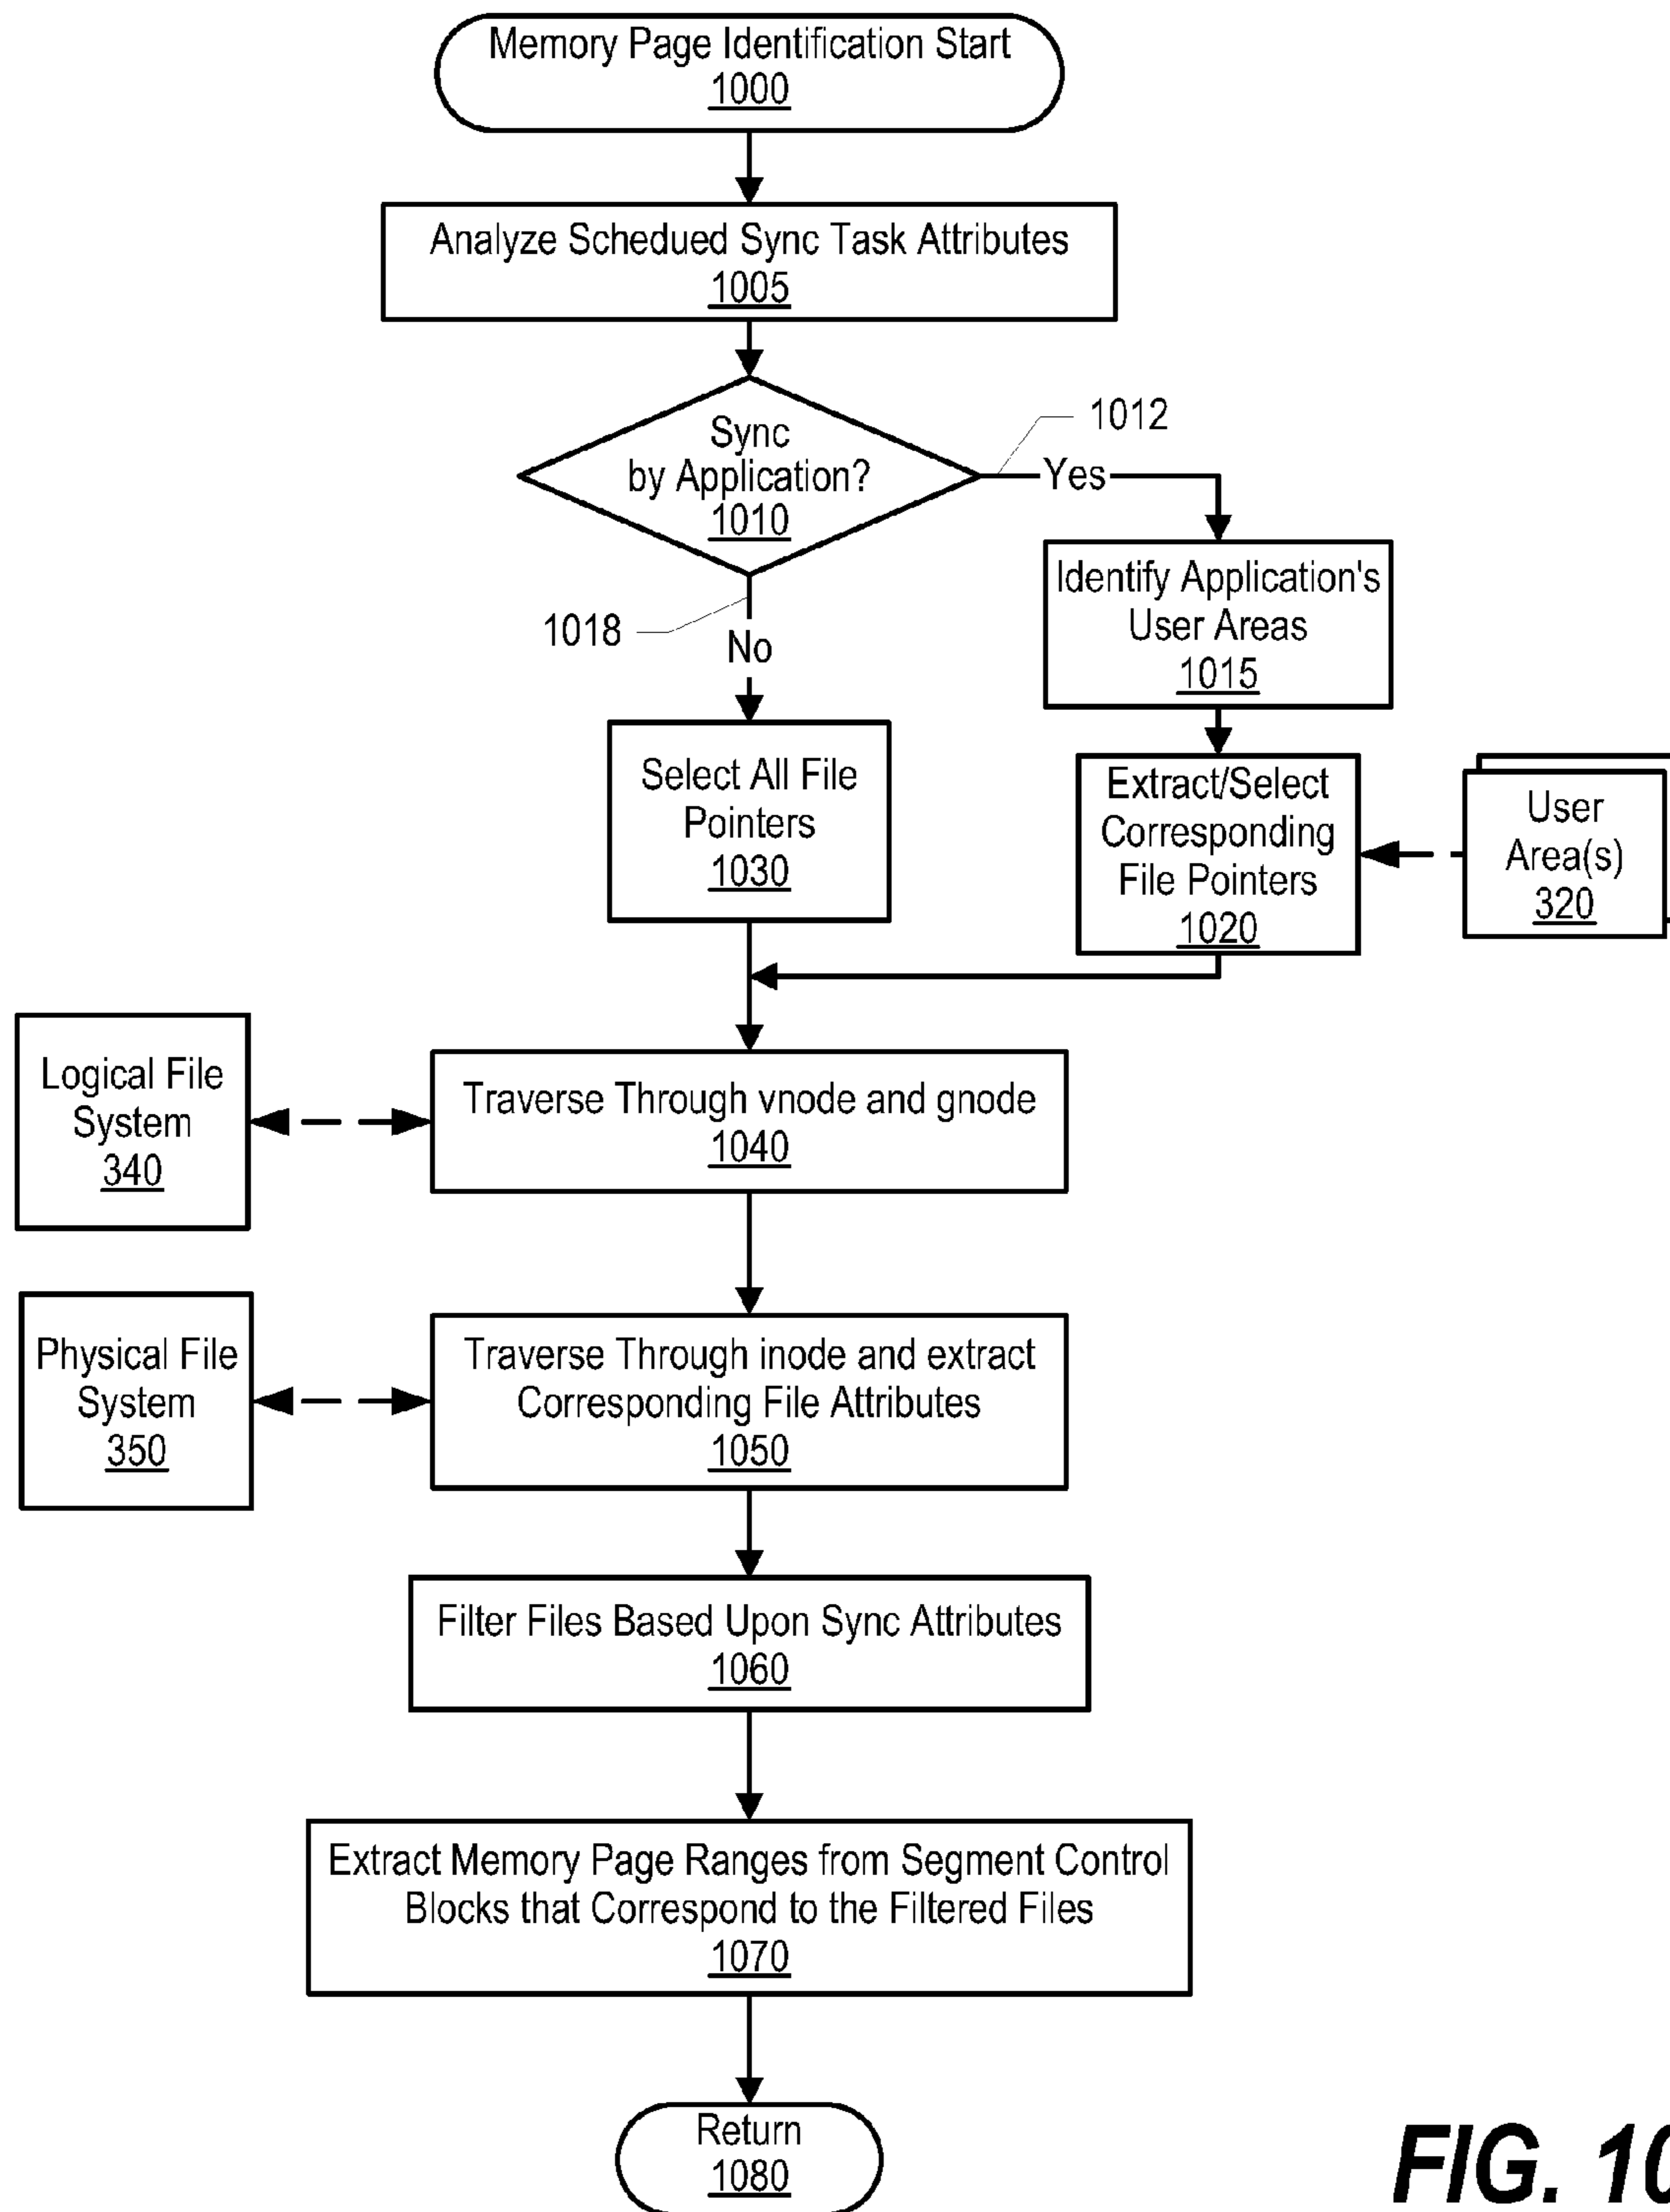 Memory Page Identification Start
1000
Analyze Schedued Sync Task Attributes
1005
Sync
by Application?
1010
1012
Yes
1018
No
Identify Application's
User Areas
1015
Select All File
Pointers
1030
Extract/Select
Corresponding
File Pointers
1020
User
Area(s)
320
Logical File
System
340
Traverse Through vnode and gnode
1040
Physical File
System
350
Traverse Through inode and extract
Corresponding File Attributes
1050
Filter Files Based Upon Sync Attributes
1060
Extract Memory Page Ranges from Segment Control
Blocks that Correspond to the Filtered Files
1070
Return
1080
FIG. 10